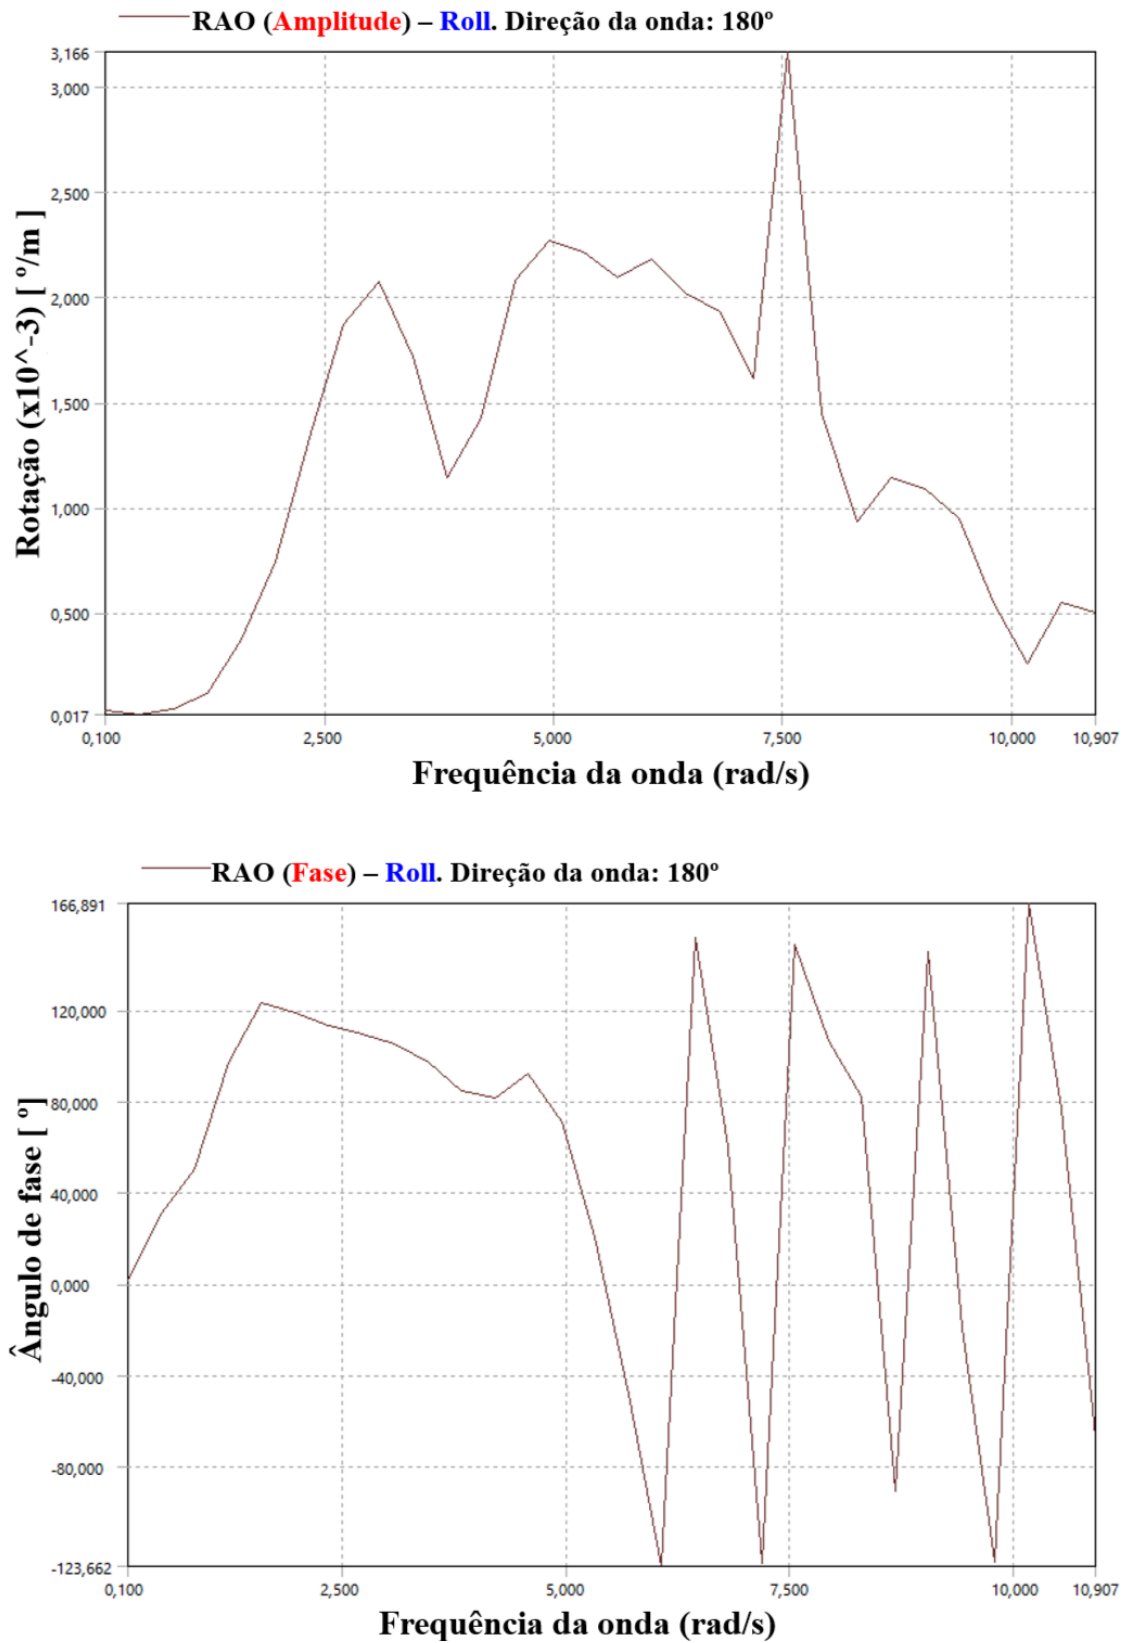 RAO (Amplitude) – Roll. Direção da onda: 180º
3,166
3,000
2,500
2,000
1,500
1,000
0,500
0,017
Rotação (x10^-3) [ º/m ]
0,100 2,500 5,000 7,500 10,000 10,907
Frequência da onda (rad/s)
RAO (Fase) – Roll. Direção da onda: 180º
166,891
120,000
80,000
40,000
0,000
-40,000
-80,000
-123,662
Ângulo de fase [ º]
0,100 2,500 5,000 7,500 10,000 10,907
Frequência da onda (rad/s)